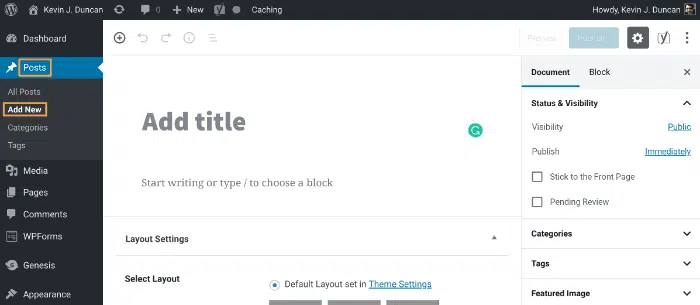 Kevin J. Duncan 0 + New Caching Howdy, Kevin J. Duncan
Dashboard
Posts
All Posts
Add New
Categories
Tags
Media
Pages
Comments
WPForms
Genesis
Appearance
Preview Publish...
Add title
Start writing or type / to choose a block
Layout Settings
Select Layout
Default Layout set in Theme Settings
Document Block
Status & Visibility
Visibility Public
Publish Immediately
Stick to the Front Page
Pending Review
Categories
Tags
Featured Image